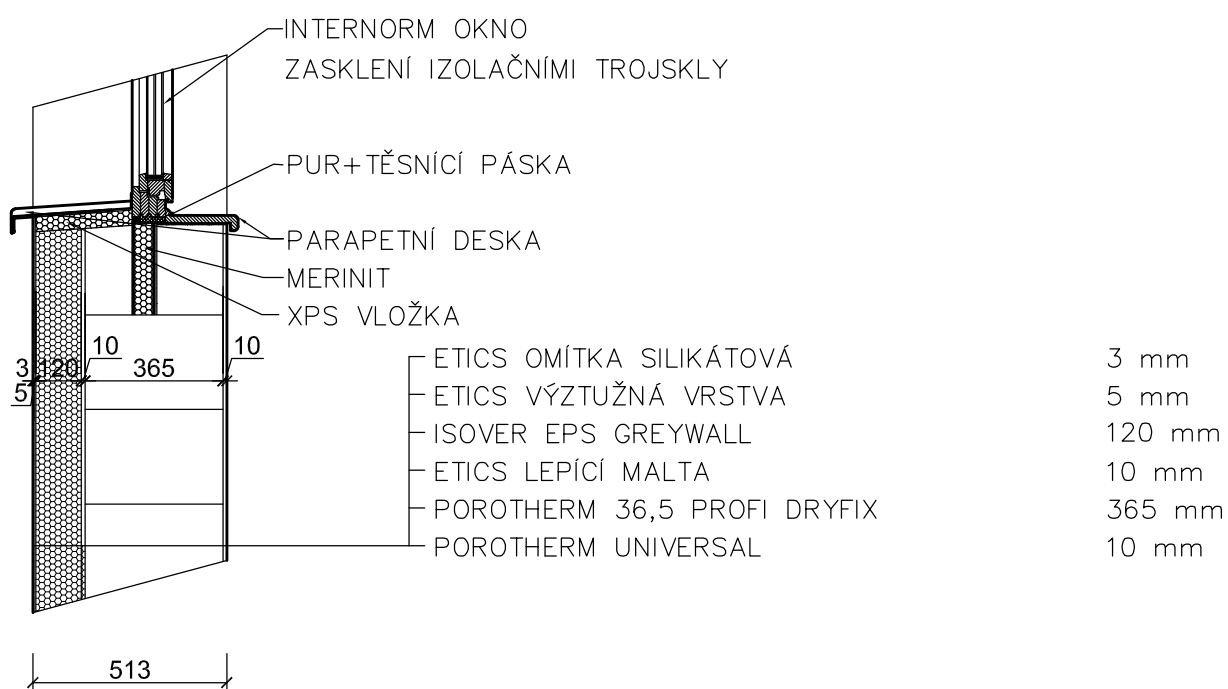 INTERNORM OKNO
ZASKLENÍ IZOLAČNÍMI TROJSKLY
PUR+TĚSNÍCÍ PÁSKA
PARAPETNÍ DESKA
MERINIT
XPS VLOŽKA
3 120 10 365 10
5
ETICS OMÍTKA SILIKÁTOVÁ 3 mm
ETICS VÝZTUŽNÁ VRSTVA 5 mm
ISOVER EPS GREYWALL 120 mm
ETICS LEPÍCÍ MALTA 10 mm
POROTHERM 36,5 PROFI DRYFIX 365 mm
POROTHERM UNIVERSAL 10 mm
513